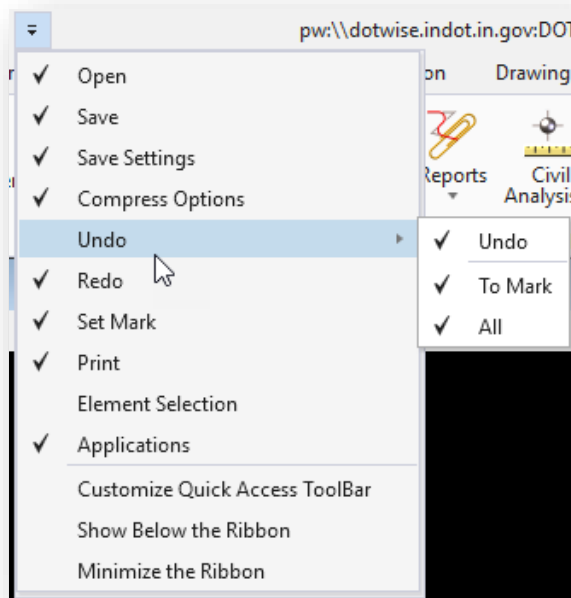 pw:\\dotwise.indot.in.gov:DOT
Open
on
Drawing
Save
Save Settings
Reports
Civil
Analysis
Compress Options
Undo
Undo
Redo
To Mark
Set Mark
All
Print
Element Selection
Applications
Customize Quick Access ToolBar
Show Below the Ribbon
Minimize the Ribbon